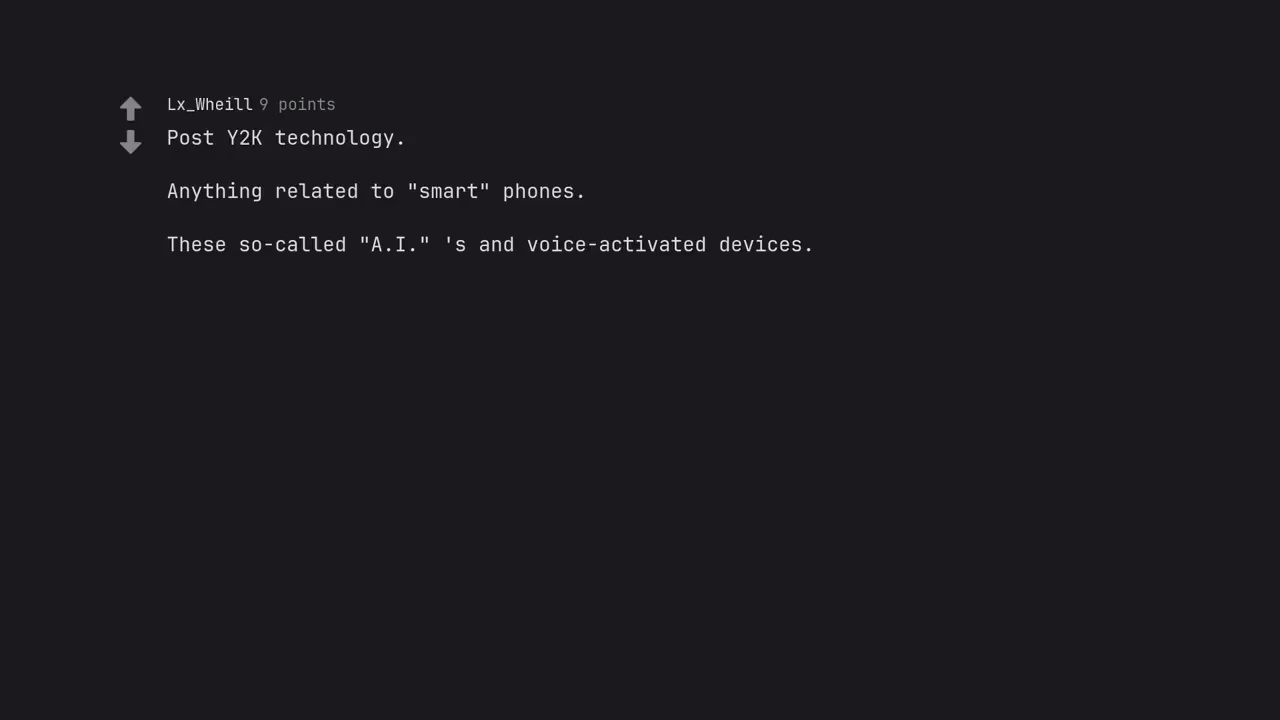 Lx_Wheill 9 points
Post Y2K technology.
Anything related to "smart" phones.
These so-called "A.I." 's and voice-activated devices.